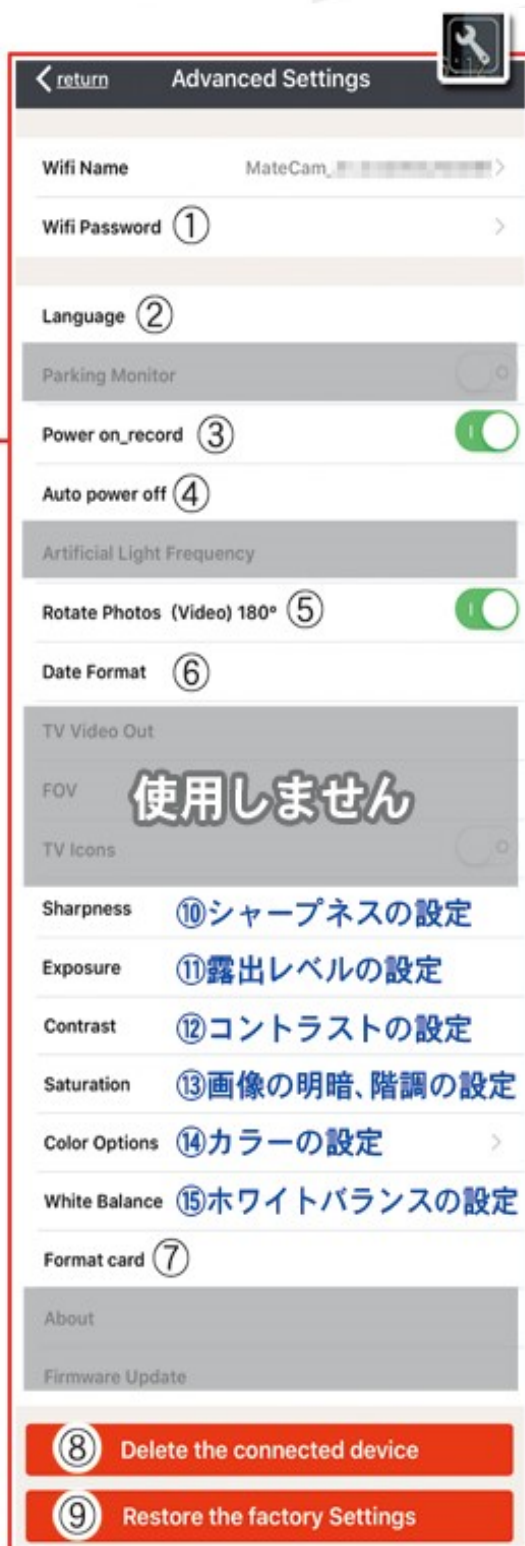 return Advanced Settings
Wifi Name MateCam_
Wifi Password ①
Language ②
Parking Monitor
Power on_record ③
Auto power off ④
Artificial Light Frequency
Rotate Photos (Video) 180° ⑤
Date Format ⑥
TV Video Out
FOV 使用しません
TV Icons
Sharpness ⑩シャープネスの設定
Exposure ⑪露出レベルの設定
Contrast ⑫コントラストの設定
Saturation ⑬画像の明暗、階調の設定
Color Options ⑭カラーの設定
White Balance ⑮ホワイトバランスの設定
Format card ⑦
About
Firmware Update
⑧ Delete the connected device
⑨ Restore the factory Settings